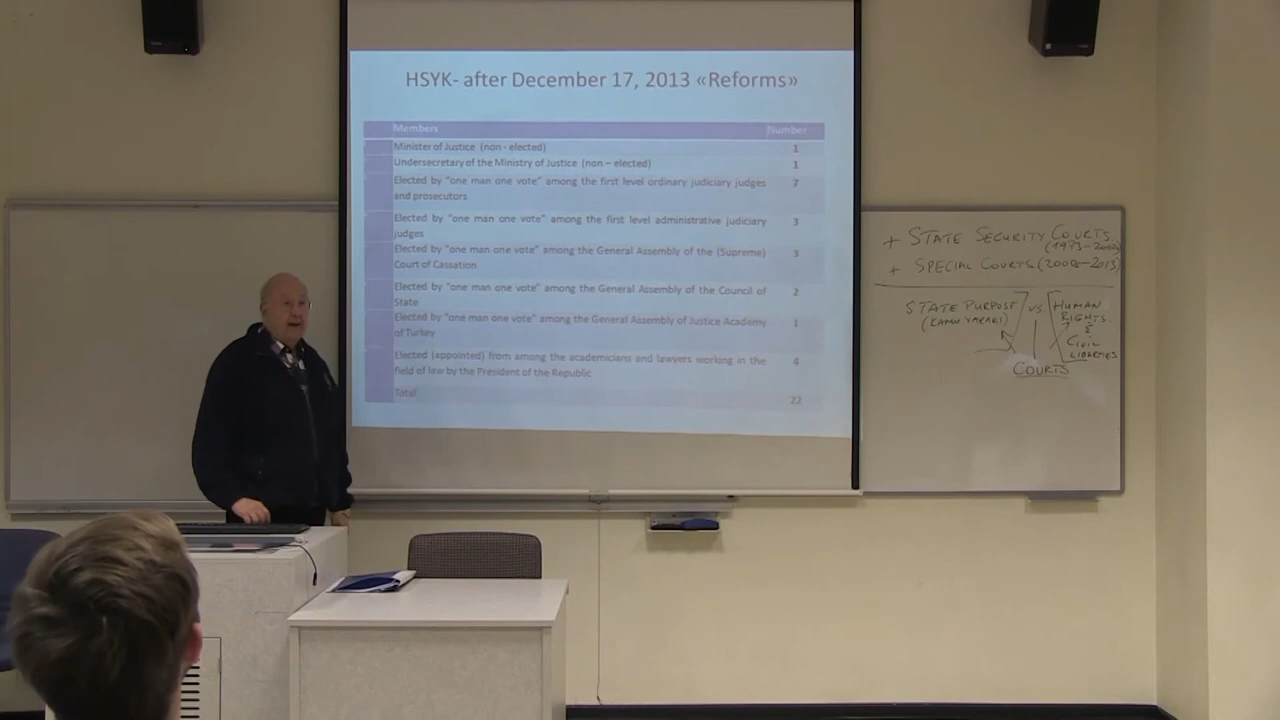 HSYK- after December 17, 2013 «Reforms»
Members Number
Minister of Justice (non - elected) 1
Undersecretary of the Ministry of Justice (non – elected) 1
Elected by "one man one vote" among the first level ordinary judiciary judges 7
and prosecutors
Elected by "one man one vote" among the first level administrative judiciary 3
judges
Elected by "one man one vote" among the General Assembly of the (Supreme) 3
Court of Cassation
Elected by "one man one vote" among the General Assembly of the Council of 2
State
Elected by "one man one vote" among the General Assembly of Justice Academy 1
of Turkey
Elected (appointed) from among the academicians and lawyers working in the 4
field of law by the President of the Republic
Total 22
+ STATE SECURITY COURTS
(1973-
+ SPECIAL COURTS (2008-2013)
STATE PURPOST VS HUMAN
(KAMU YARARI) RIGHTS
&
CIVIL
LIBERTIES
COURTS